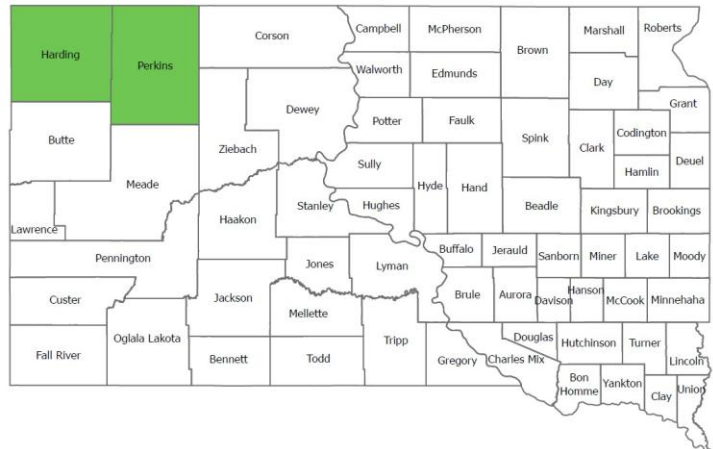 Harding
Perkins
Corson
Campbell
McPherson
Brown
Marshall
Roberts
Walworth
Edmunds
Day
Grant
Butte
Meade
Ziebach
Dewey
Potter
Faulk
Spink
Clark
Codington
Hamlin
Deuel
Sully
Hyde
Hand
Beadle
Kingsbury
Brookings
Lawrence
Haakon
Stanley
Hughes
Pennington
Jones
Lyman
Buffalo
Jerauld
Sanborn
Miner
Lake
Moody
Custer
Jackson
Mellette
Brule
Aurora
Davison
Hanson
McCook
Minnehaha
Fall River
Oglala Lakota
Bennett
Todd
Tripp
Gregory
Charles Mix
Douglas
Hutchinson
Turner
Lincoln
Bon
Homme
Yankton
Clay
Union